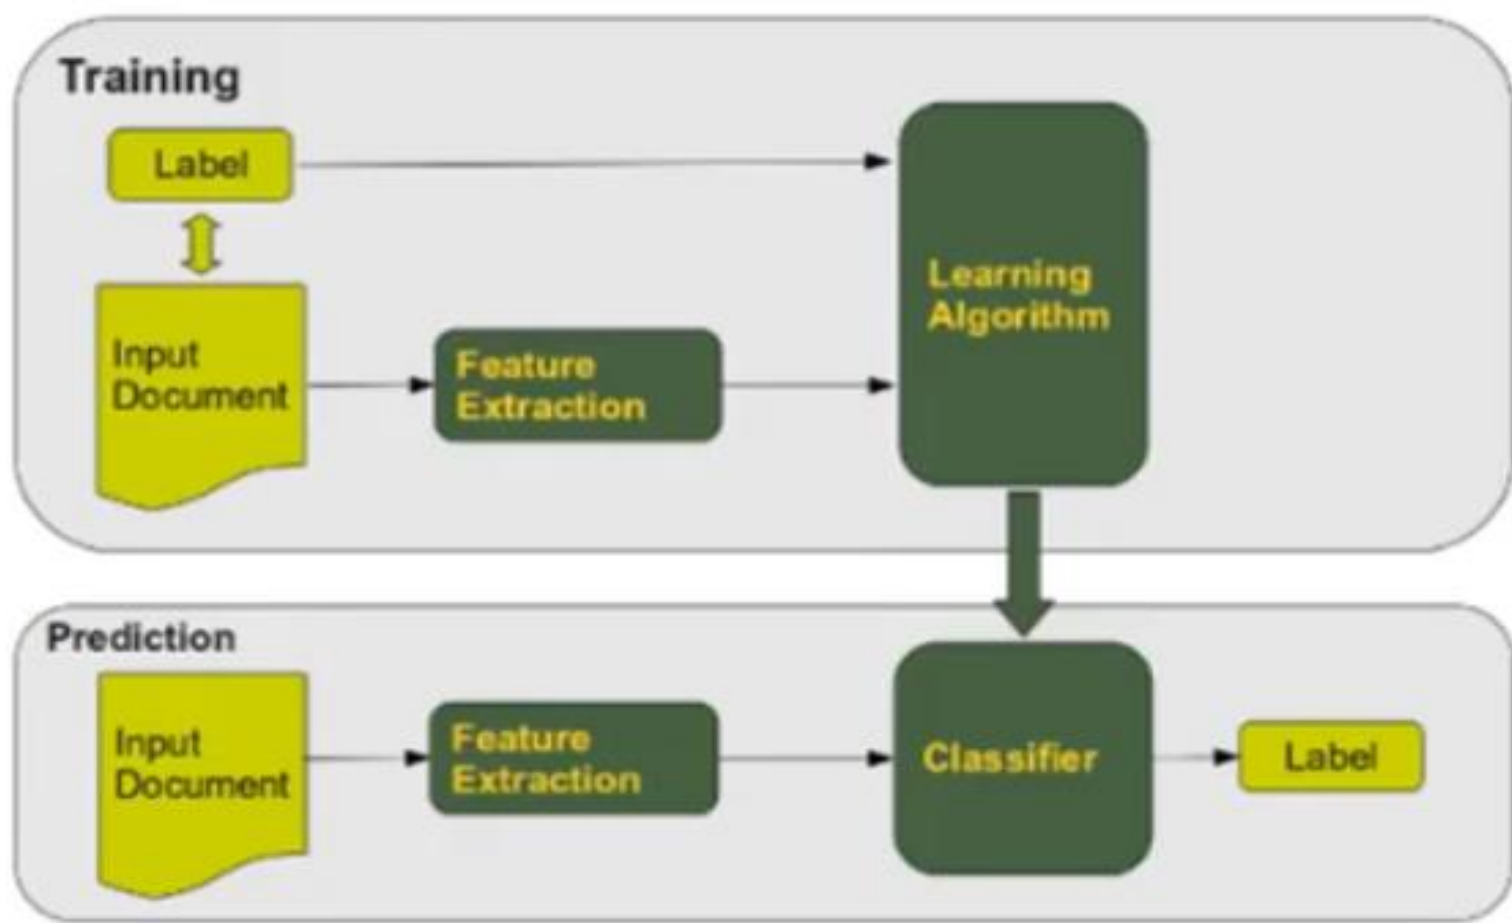 Training
Label
Input
Document
Feature
Extraction
Learning
Algorithm
Prediction
Input
Document
Feature
Extraction
Classifier
Label